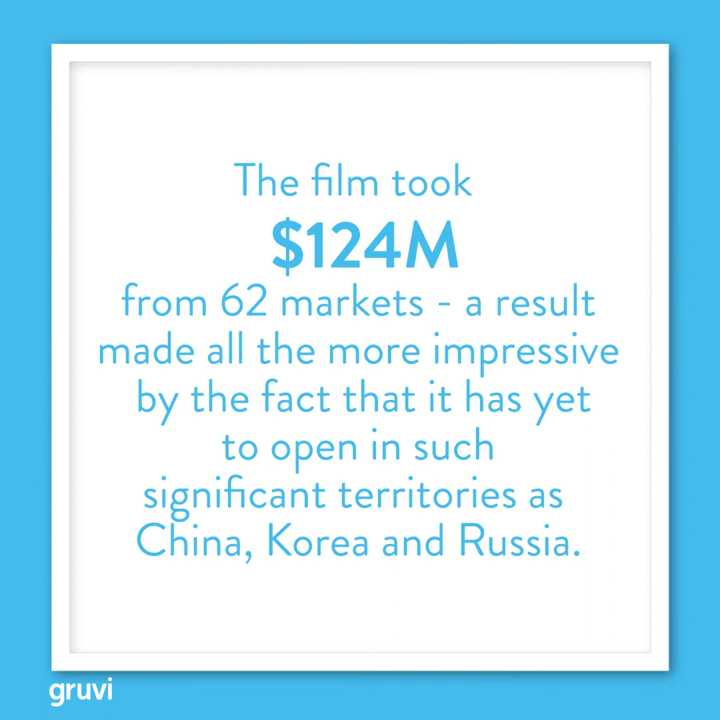 The film took
$124M
from 62 markets - a result
made all the more impressive
by the fact that it has yet
to open in such
significant territories as
China, Korea and Russia.
gruvi